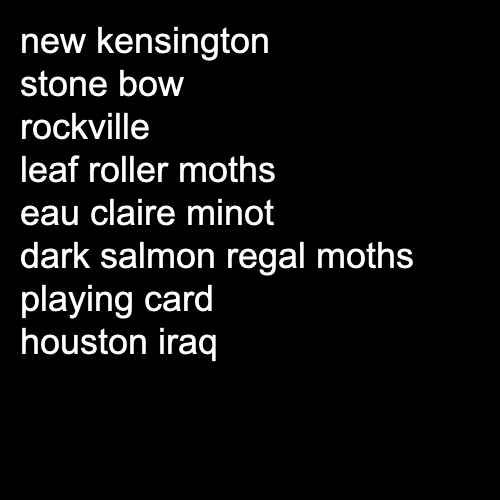 new kensington
stone bow
rockville
leaf roller moths
eau claire minot
dark salmon regal moths
playing card
houston iraq